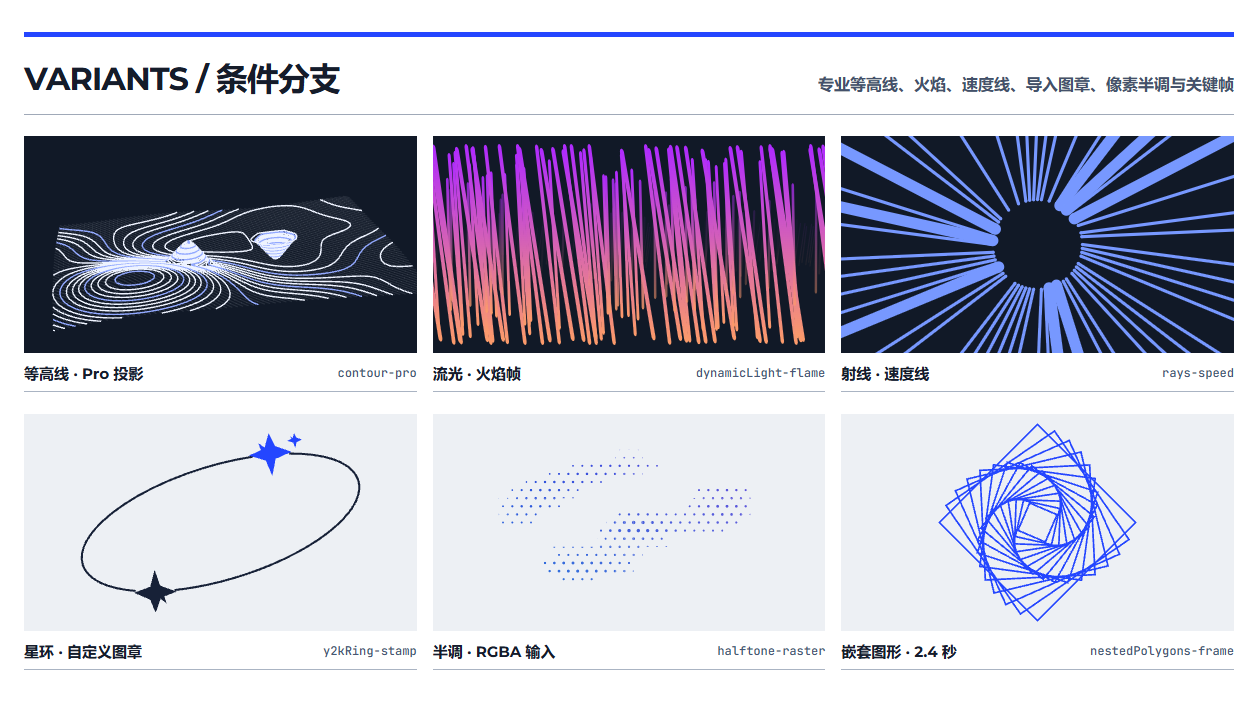 VARIANTS / 条件分支
专业等高线、火焰、速度线、导入图章、像素半调与关键帧
等高线 · Pro 投影
contour-pro
流光 · 火焰帧
dynamicLight-flame
射线 · 速度线
rays-speed
星环 · 自定义图章
y2kRing-stamp
半调 · RGBA 输入
halftone-raster
嵌套图形 · 2.4 秒
nestedPolygons-frame